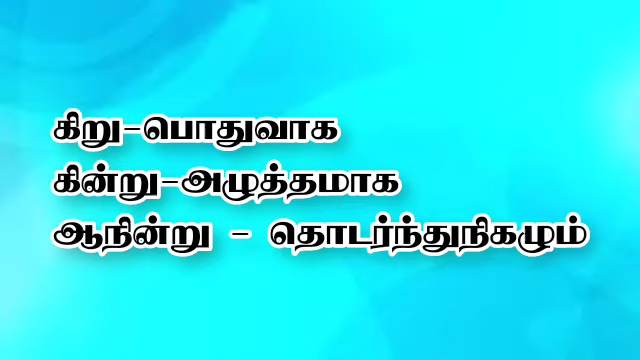 கிறு-பொதுவாக
கின்று-அழுத்தமாக
ஆநின்று - தொடர்ந்துநிகழும்